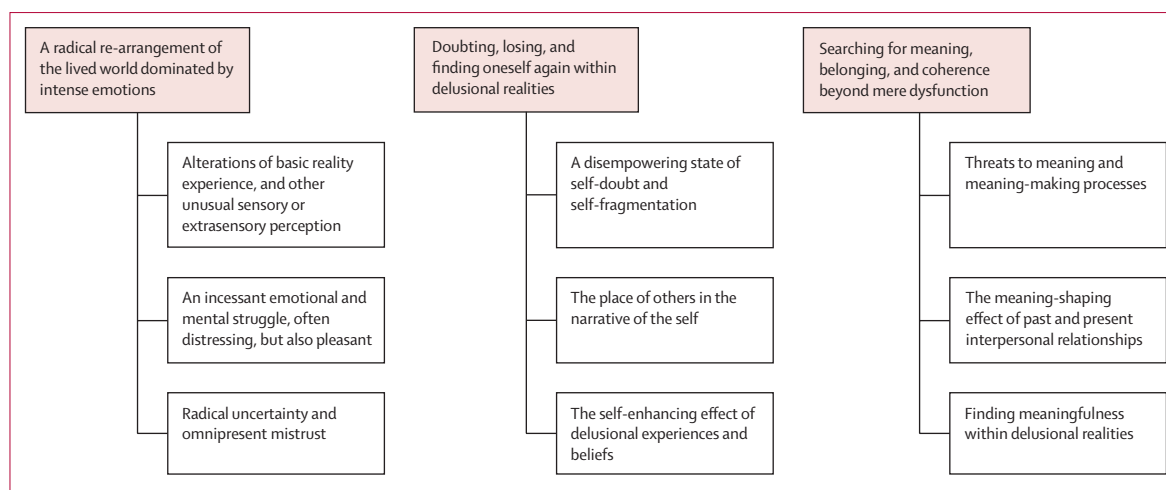 A radical re-arrangement of
the lived world dominated by
intense emotions
Alterations of basic reality
experience, and other
unusual sensory or
extrasensory perception
An incessant emotional and
mental struggle, often
distressing, but also pleasant
Radical uncertainty and
omnipresent mistrust
Doubting, losing, and
finding oneself again within
delusional realities
A disempowering state of
self-doubt and
self-fragmentation
The place of others in the
narrative of the self
The self-enhancing effect of
delusional experiences and
beliefs
Searching for meaning,
belonging, and coherence
beyond mere dysfunction
Threats to meaning and
meaning-making processes
The meaning-shaping
effect of past and present
interpersonal relationships
Finding meaningfulness
within delusional realities